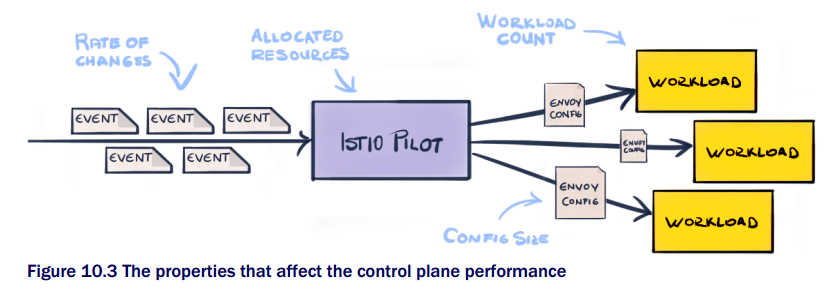 RATE OF
CHANGES
ALLOCATED
RESOURCES
WORKLOAD
COUNT
EVENT
EVENT
EVENT
EVENT
EVENT
ISTIO PILOT
ENVOY
CONFIG
ENVOY
CONFIG
ENVOY
CONFIG
WORKLOAD
WORKLOAD
WORKLOAD
CONFIG SIZE
Figure 10.3 The properties that affect the control plane performance